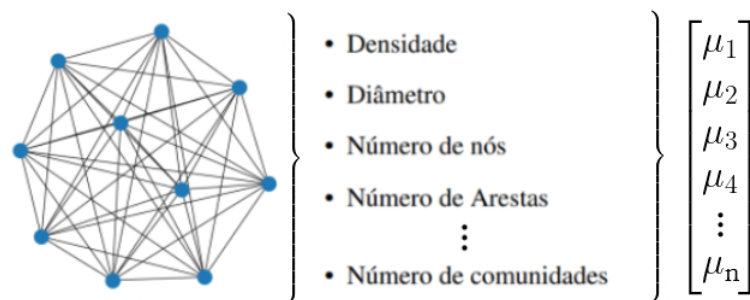 • Densidade
• Diâmetro
• Número de nós
• Número de Arestas
⋮
• Número de comunidades
μ1
μ2
μ3
μ4
⋮
μn